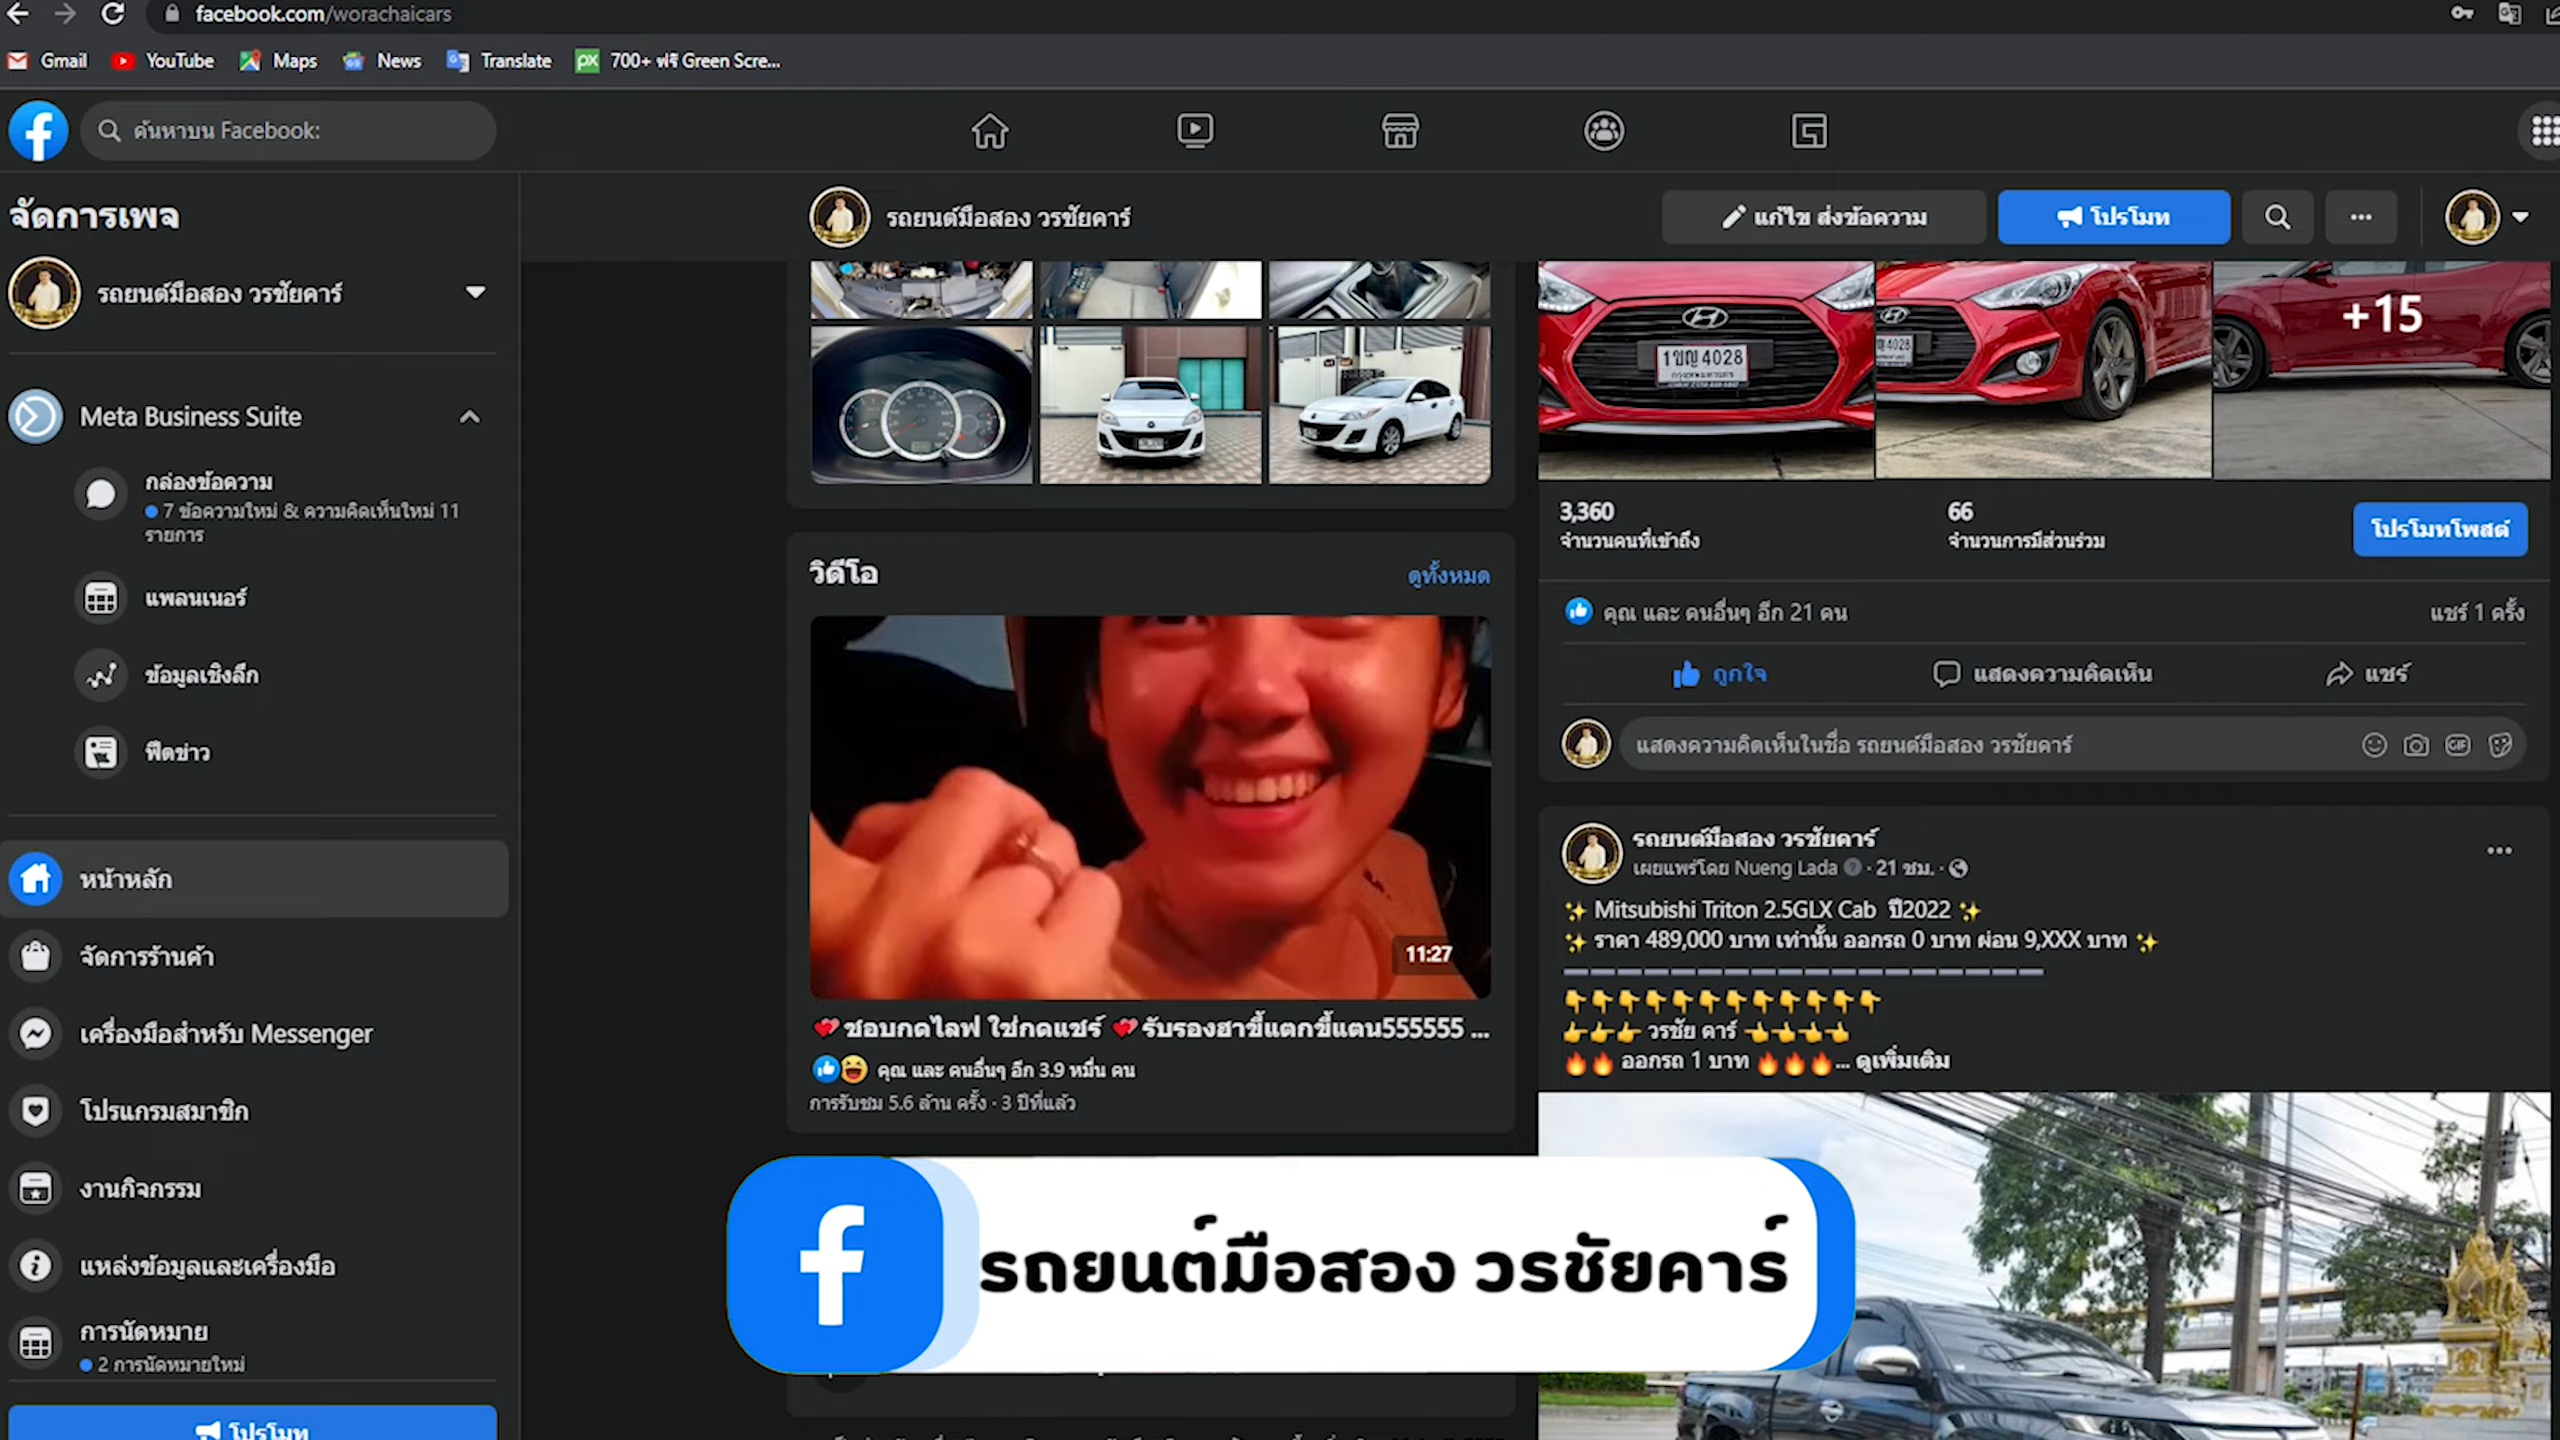 facebook.com/worachaicars
Gmail YouTube Maps News Translate 700+ ฟรี Green Scre...
ค้นหาบน Facebook:
จัดการเพจ
รถยนต์มือสอง วรชัยคาร์
Meta Business Suite
กล่องข้อความ
7 ข้อความใหม่ & ความคิดเห็นใหม่ 11
รายการ
แพลนเนอร์
ข้อมูลเชิงลึก
ฟีดข่าว
หน้าหลัก
จัดการร้านค้า
เครื่องมือสำหรับ Messenger
โปรแกรมสมาชิก
งานกิจกรรม
แหล่งข้อมูลและเครื่องมือ
การนัดหมาย
2 การนัดหมายใหม่
โปรโมท
รถยนต์มือสอง วรชัยคาร์
แก้ไข ส่งข้อความ
โปรโมท
วิดีโอ
ดูทั้งหมด
11:27
ชอบกดไลฟ ใช่กดแชร์ รับรองฮาขี้แตกขี้แตน555555 ...
คุณ และ คนอื่นๆ อีก 3.9 หมื่น คน
การรับชม 5.6 ล้าน ครั้ง · 3 ปีที่แล้ว
1ขญ 4028
กรุงเทพมหานคร
4028
+15
3,360
จำนวนคนที่เข้าถึง
66
จำนวนการมีส่วนร่วม
โปรโมทโพสต์
คุณ และ คนอื่นๆ อีก 21 คน
แชร์ 1 ครั้ง
ถูกใจ
แสดงความคิดเห็น
แชร์
แสดงความคิดเห็นในชื่อ รถยนต์มือสอง วรชัยคาร์
GIF
รถยนต์มือสอง วรชัยคาร์
เผยแพร่โดย Nueng Lada · 21 ชม. ·
✨ Mitsubishi Triton 2.5GLX Cab ปี2022 ✨
✨ ราคา 489,000 บาท เท่านั้น ออกรถ 0 บาท ผ่อน 9,XXX บาท ✨
👉👉👉 วรชัย คาร์ 👈👈👈👈
🔥🔥 ออกรถ 1 บาท 🔥🔥🔥... ดูเพิ่มเติม
รถยนต์มือสอง วรชัยคาร์